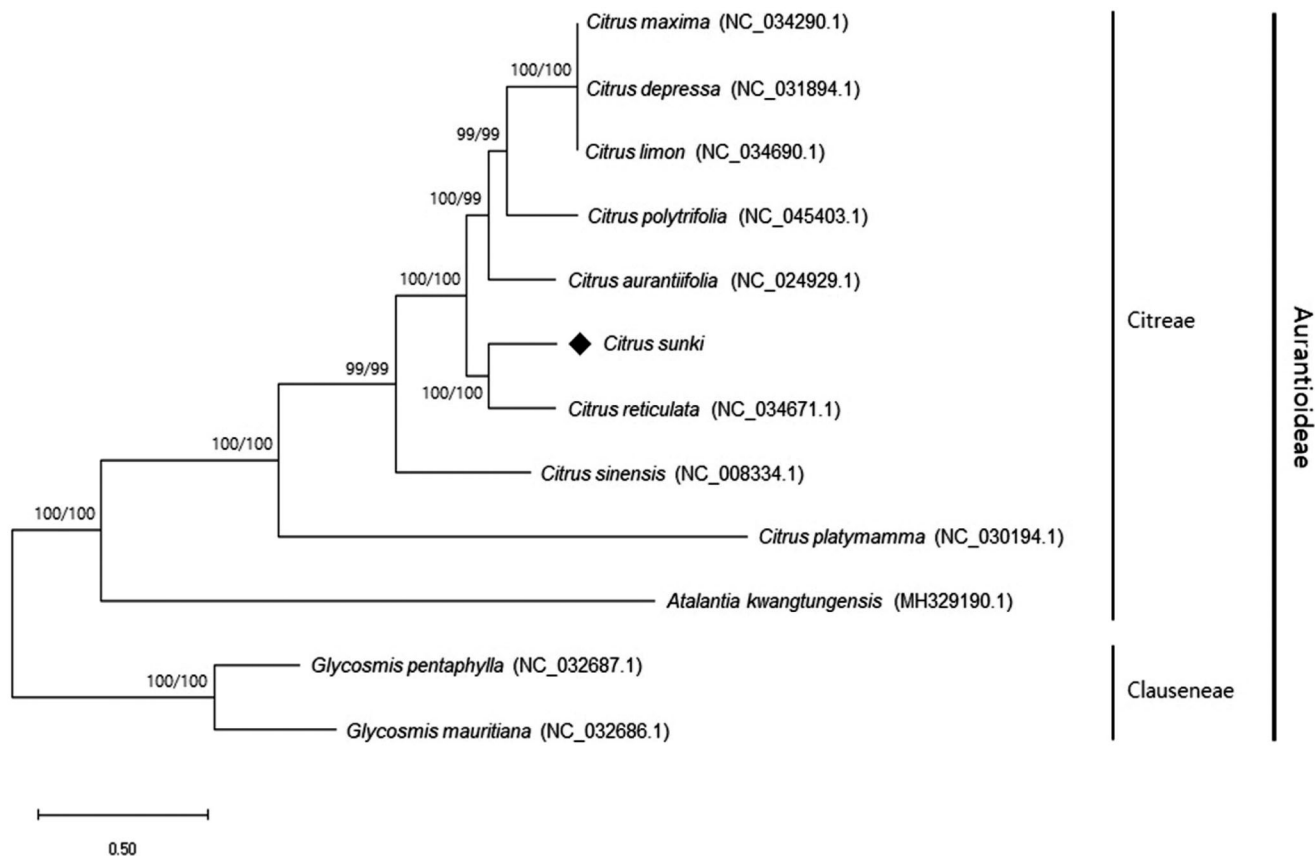 Citrus maxima (NC_034290.1)
100/100
Citrus depressa (NC_031894.1)
99/99
Citrus limon (NC_034690.1)
100/99
Citrus polytrifolia (NC_045403.1)
100/100
Citrus aurantiifolia (NC_024929.1)
Citreae
Aurantioideae
Citrus sunki
99/99
100/100
Citrus reticulata (NC_034671.1)
100/100
Citrus sinensis (NC_008334.1)
100/100
Citrus platymamma (NC_030194.1)
Atalantia kwangtungensis (MH329190.1)
Glycosmis pentaphylla (NC_032687.1)
100/100
Clauseneae
Glycosmis mauritiana (NC_032686.1)
0.50